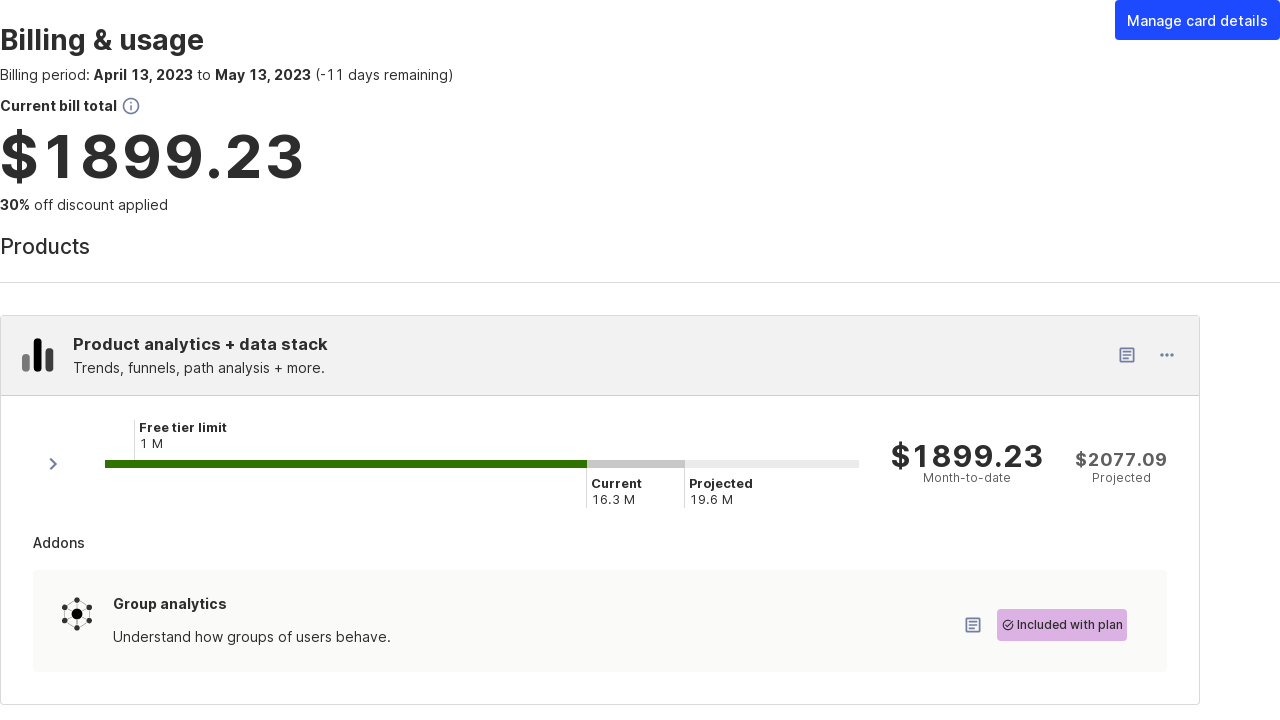 Manage card details
Billing & usage
Billing period: April 13, 2023 to May 13, 2023 (-11 days remaining)
Current bill total
$1899.23
30% off discount applied
Products
Product analytics + data stack
Trends, funnels, path analysis + more.
Free tier limit
1 M
Current
16.3 M
Projected
19.6 M
$1899.23
Month-to-date
$2077.09
Projected
Addons
Group analytics
Understand how groups of users behave.
Included with plan